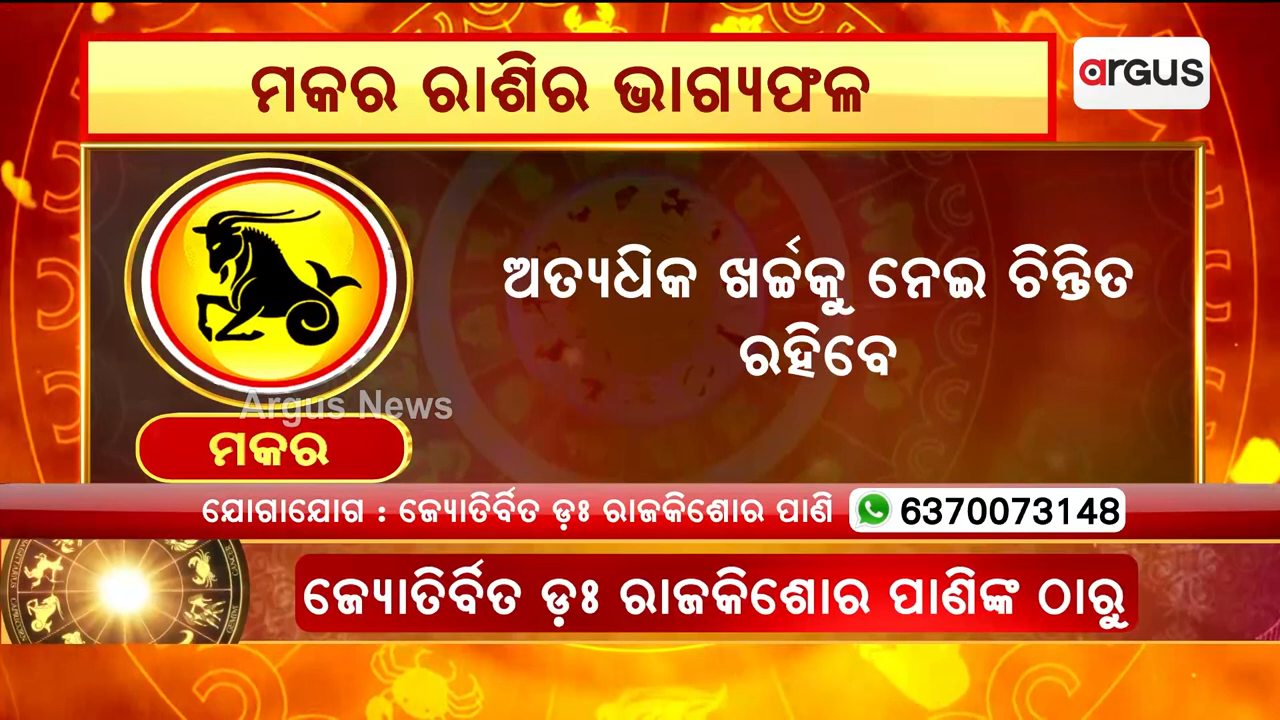 ମକର ରାଶିର ଭାଗ୍ୟଫଳ
arGUS
ଅତ୍ୟଧିକ ଖର୍ଚ୍ଚକୁ ନେଇ ଚିନ୍ତିତ
ରହିବେ
Argus News
ମକର
ଯୋଗାଯୋଗ : ଜ୍ୟୋତିର୍ବିତ ଡ଼ଃ ରାଜକିଶୋର ପାଣି 6370073148
ଜ୍ୟୋତିର୍ବିତ ଡ଼ଃ ରାଜକିଶୋର ପାଣିଙ୍କ ଠାରୁ